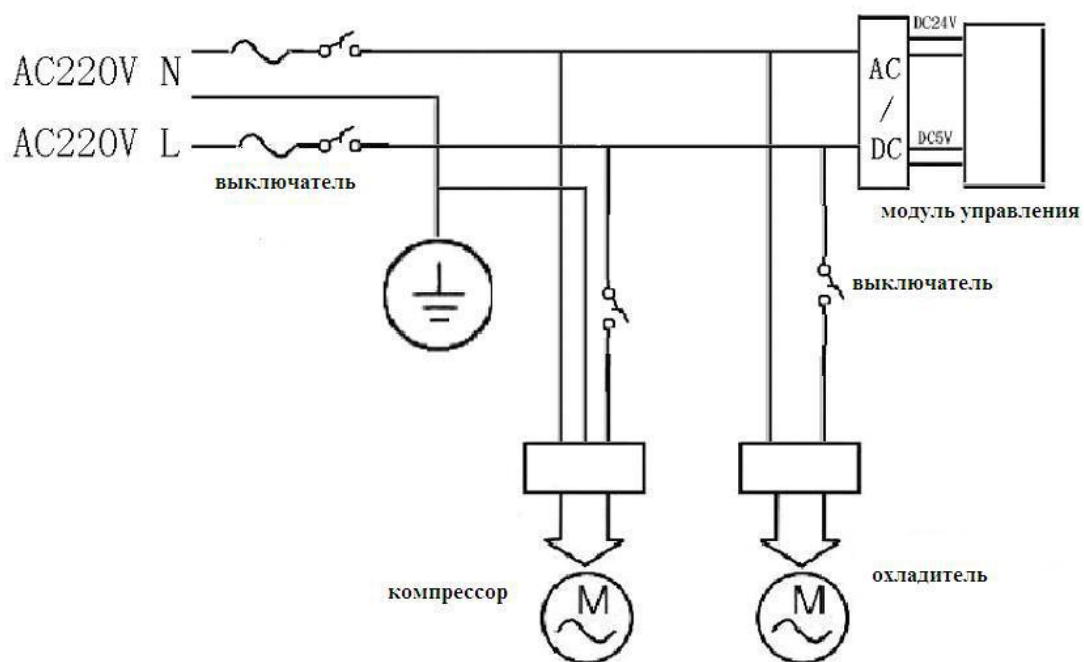 DC24V
AC220V N
AC
/
DC
AC220V L
DC5V
выключатель
модуль управления
выключатель
компрессор
охладитель
M
M